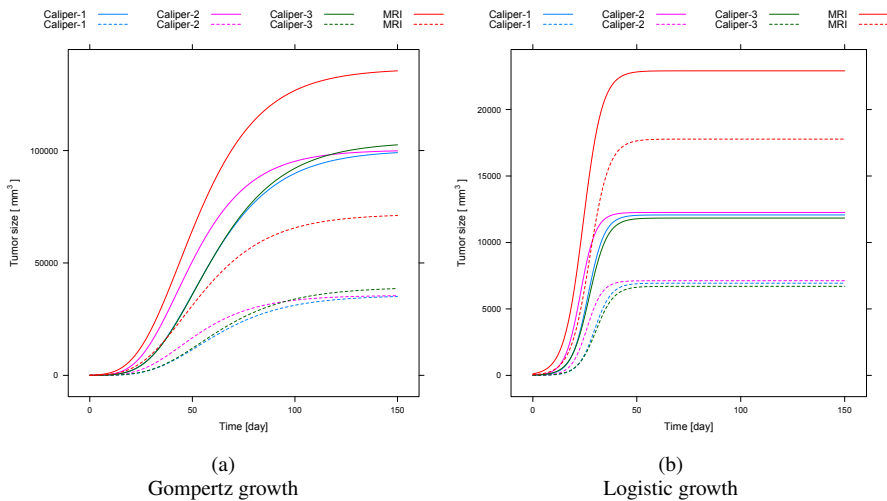 Caliper-1 Caliper-2 Caliper-3 MRI
Caliper-1 Caliper-2 Caliper-3 MRI
Tumor size [ mm³ ]
100000
50000
0
0 50 100 150
Time [day]
(a)
Gompertz growth
Caliper-1 Caliper-2 Caliper-3 MRI
Caliper-1 Caliper-2 Caliper-3 MRI
Tumor size [ mm³ ]
20000
15000
10000
5000
0
0 50 100 150
Time [day]
(b)
Logistic growth